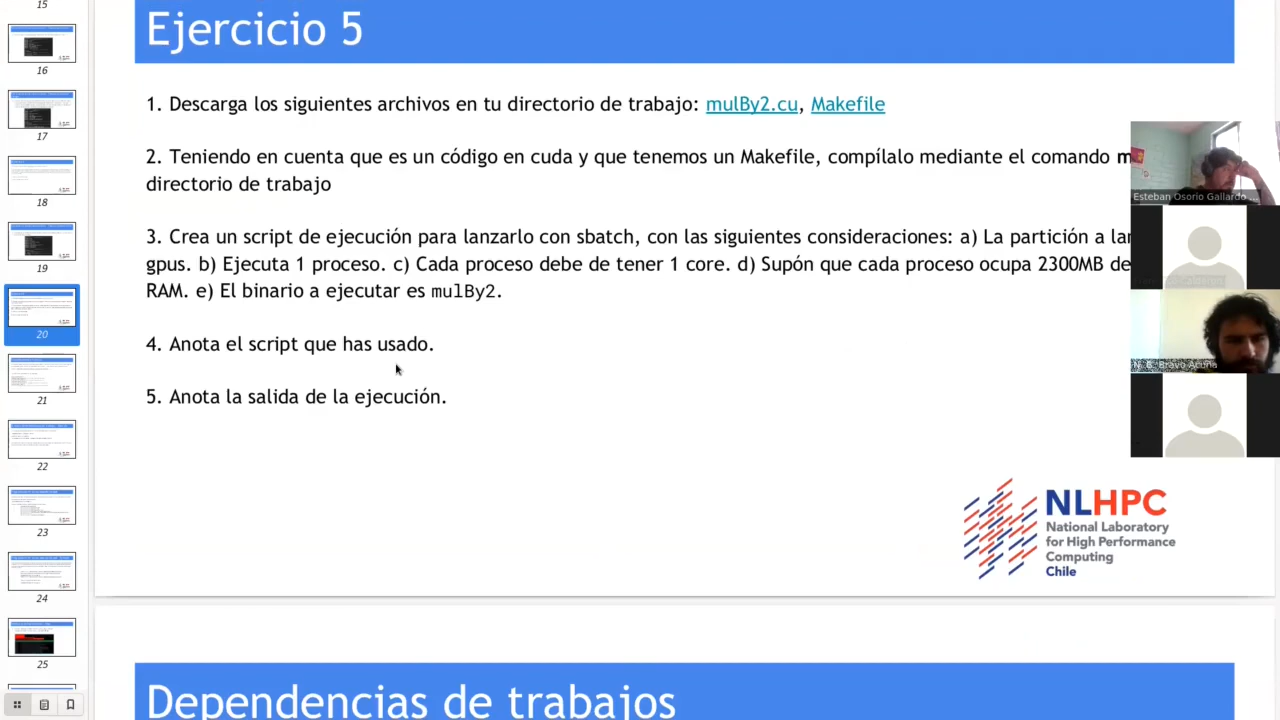 Ejercicio 5
1. Descarga los siguientes archivos en tu directorio de trabajo: mulBy2.cu, Makefile
2. Teniendo en cuenta que es un código en cuda y que tenemos un Makefile, compílalo mediante el comando
directorio de trabajo
3. Crea un script de ejecución para lanzarlo con sbatch, con las siguientes consideraciones: a) La partición a
gpus. b) Ejecuta 1 proceso. c) Cada proceso debe de tener 1 core. d) Supón que cada proceso ocupa 2300MB de
RAM. e) El binario a ejecutar es mulBy2.
4. Anota el script que has usado.
5. Anota la salida de la ejecución.
NLHPC
National Laboratory
for High Performance
Computing
Chile
Dependencias de trabajos
15
16
17
18
19
20
21
22
23
24
25
Esteban Osorio Gallardo ...
Bravo Acuña